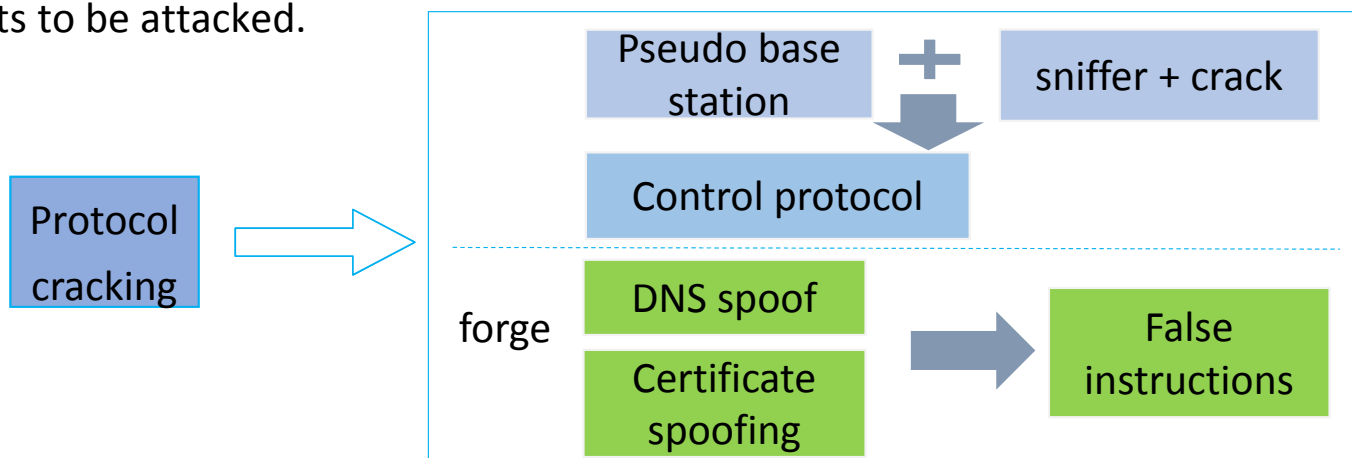 ts to be attacked.
Pseudo base
station
sniffer + crack
Control protocol
Protocol
cracking
forge
DNS spoof
Certificate
spoofing
False
instructions